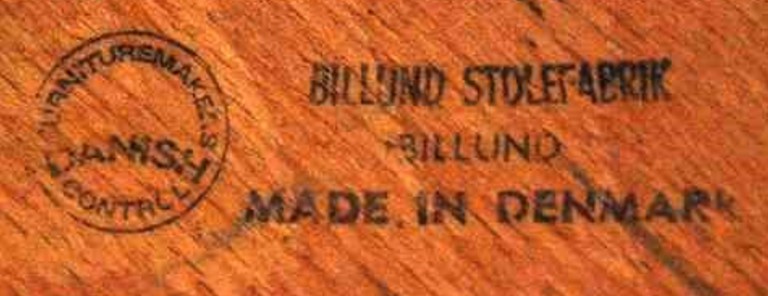 FURNITUREMAKERS
DANISH
CONTROL
BILLUND STOLEFABRIK
BILLUND
MADE IN DENMARK